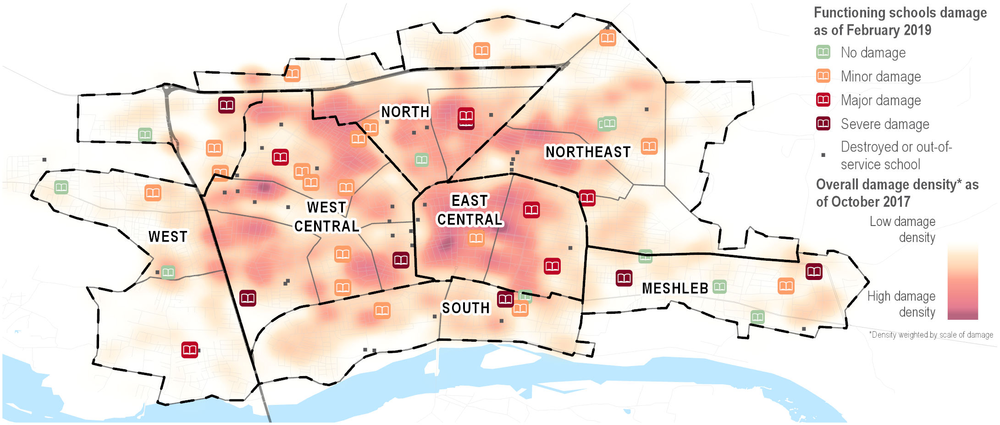 Functioning schools damage
as of February 2019
No damage
Minor damage
Major damage
Severe damage
Destroyed or out-of-
service school
Overall damage density* as
of October 2017
Low damage
density
High damage
density
*Density weighted by scale of damage
NORTH
NORTHEAST
EAST
CENTRAL
WEST
CENTRAL
WEST
SOUTH
MESHLEB